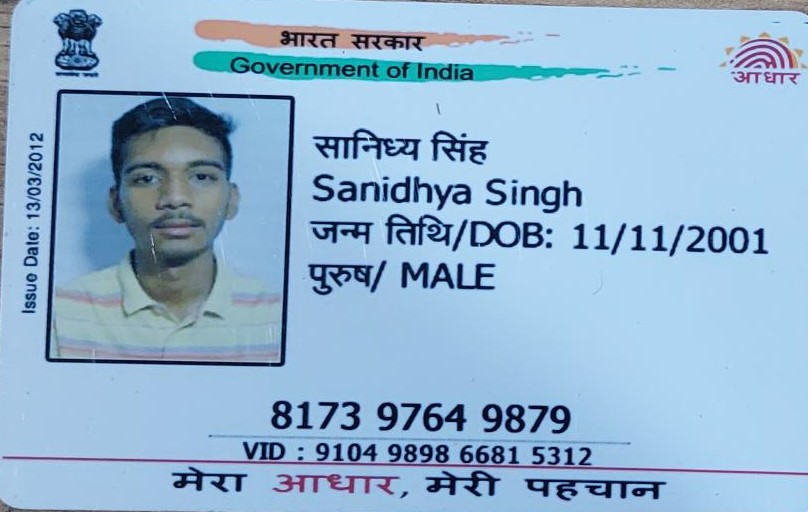 भारत सरकार
Government of India
आधार
Issue Date: 13/03/2012
सानिध्य सिंह
Sanidhya Singh
जन्म तिथि/DOB: 11/11/2001
पुरुष/ MALE
8173 9764 9879
VID : 9104 9898 6681 5312
मेरा आधार, मेरी पहचान